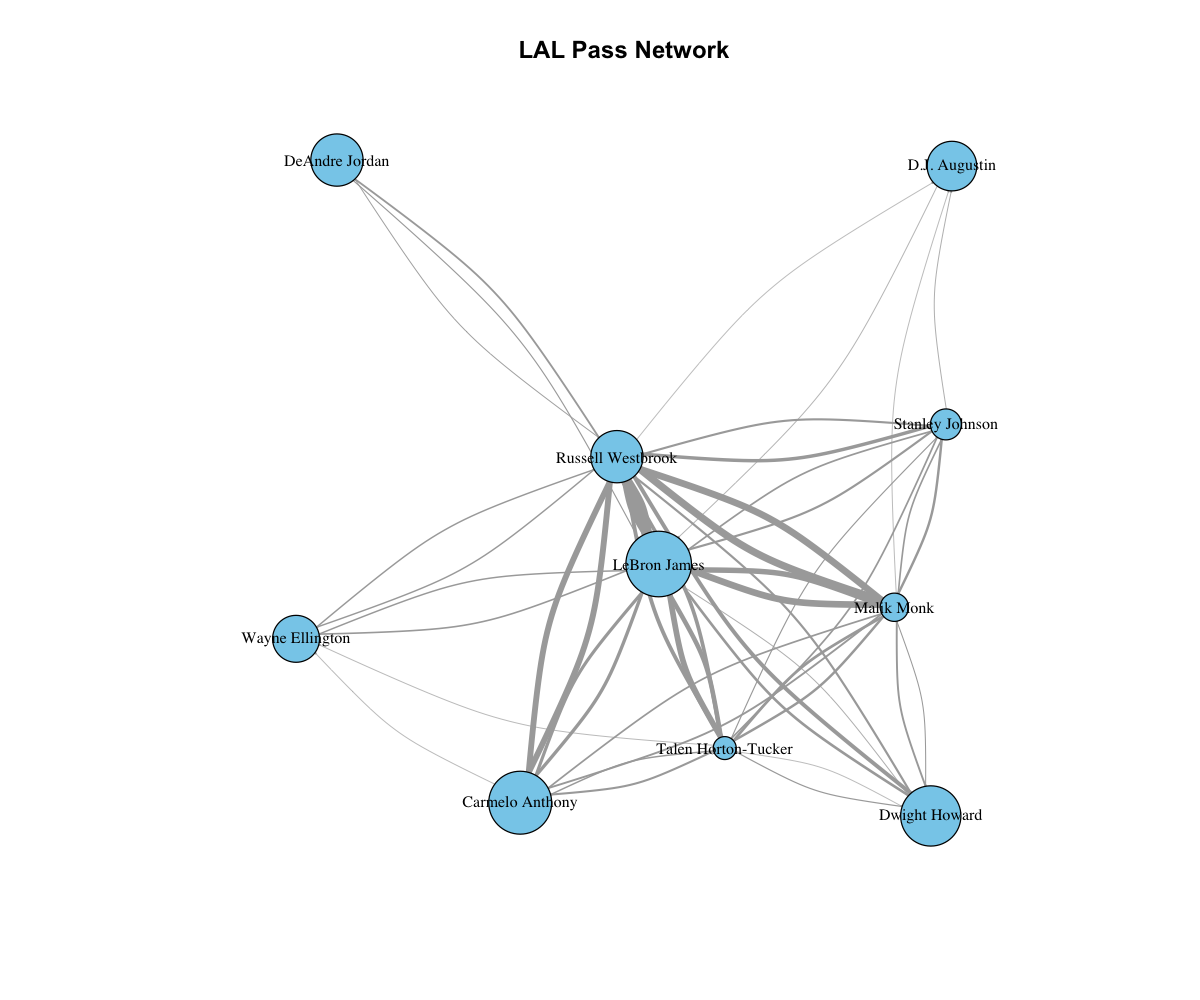 LAL Pass Network
DeAndre Jordan
D.J. Augustin
Stanley Johnson
Russell Westbrook
LeBron James
Malik Monk
Wayne Ellington
Talen Horton-Tucker
Carmelo Anthony
Dwight Howard